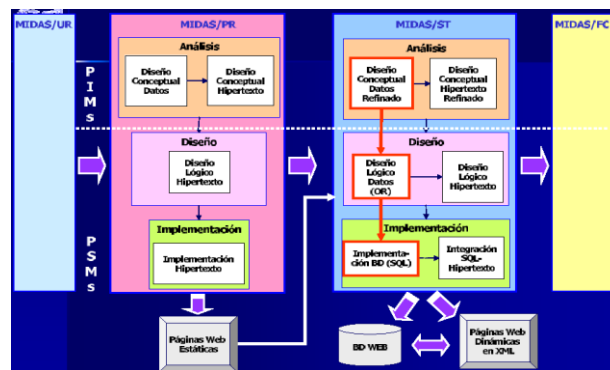 MIDAS/UR
MIDAS/PR
MIDAS/ST
MIDAS/FC
PIMs
PSMs
Análisis
Diseño
Conceptual
Datos
Diseño
Conceptual
Hipertexto
Diseño
Diseño
Lógico
Hipertexto
Implementación
Implementación
Hipertexto
Páginas Web
Estáticas
Análisis
Diseño
Conceptual
Datos
Refinado
Diseño
Conceptual
Hipertexto
Refinado
Diseño
Diseño
Lógico
Datos
(OR)
Diseño
Lógico
Hipertexto
Implementación
Implementa-
ción BD (SQL)
Integración
SQL-
Hipertexto
BD WEB
Páginas Web
Dinámicas
en XML